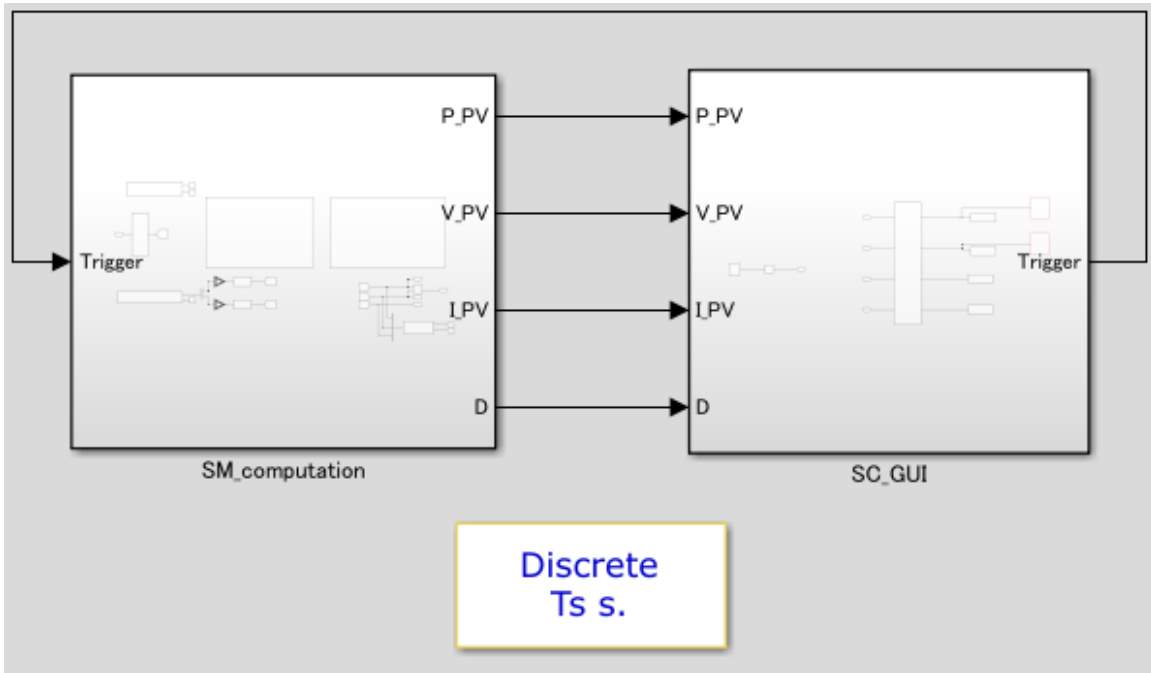 P_PV
V_PV
I_PV
D
Trigger
SM_computation
P_PV
V_PV
I_PV
D
Trigger
SC_GUI
Discrete
Ts s.